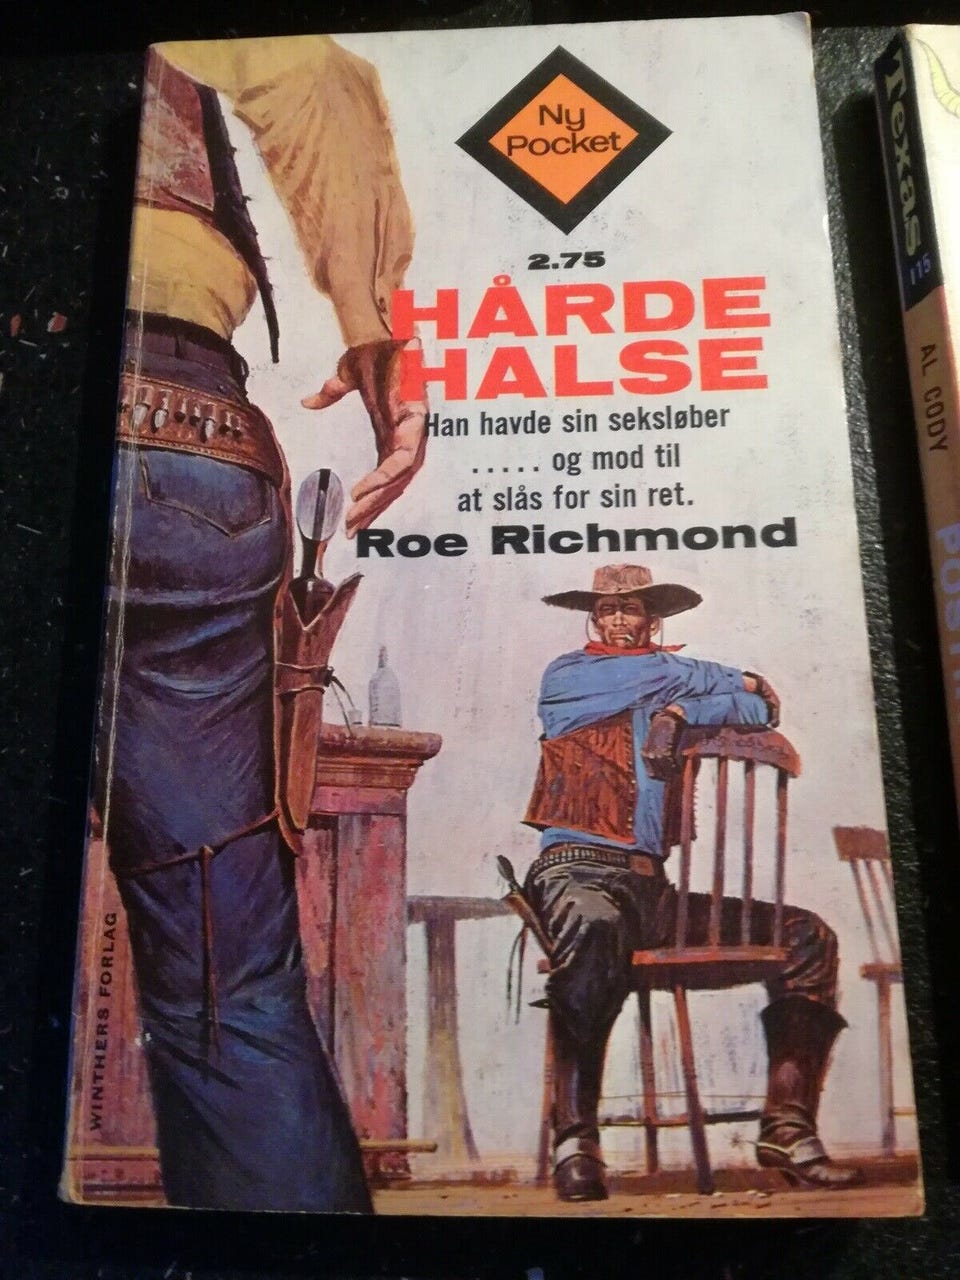 Ny
Pocket
2.75
HÅRDE
HALSE
Han havde sin seksløber
..... og mod til
at slås for sin ret.
Roe Richmond
WINTHERS FORLAG
Texas
115
AL CODY